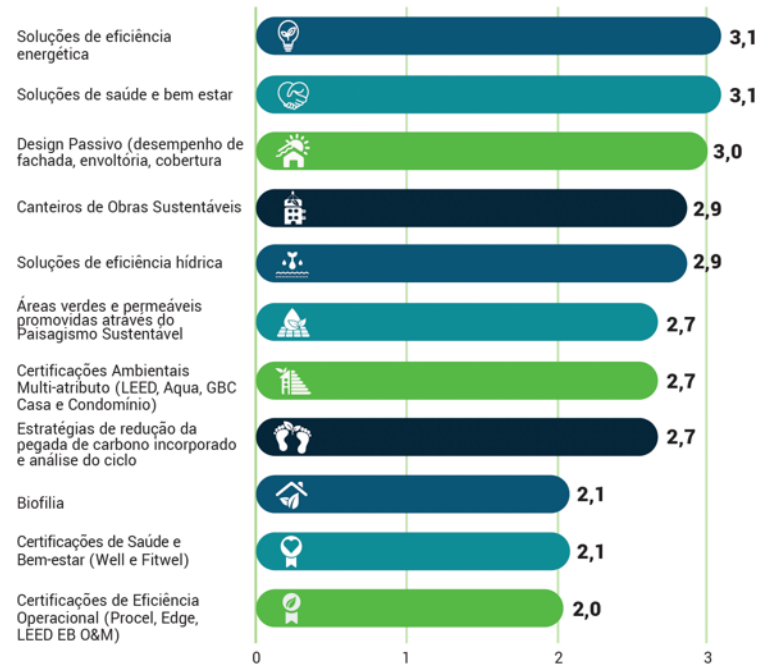 Soluções de eficiência
energética
3,1
Soluções de saúde e bem estar
3,1
Design Passivo (desempenho de
fachada, envoltória, cobertura
3,0
Canteiros de Obras Sustentáveis
2,9
Soluções de eficiência hídrica
2,9
Áreas verdes e permeáveis
promovidas através do
Paisagismo Sustentável
2,7
Certificações Ambientais
Multi-atributo (LEED, Aqua, GBC
Casa e Condomínio)
2,7
Estratégias de redução da
pegada de carbono incorporado
e análise do ciclo
2,7
Biofilia
2,1
Certificações de Saúde e
Bem-estar (Well e Fitwel)
2,1
Certificações de Eficiência
Operacional (Procel, Edge,
LEED EB O&M)
2,0
0 1 2 3